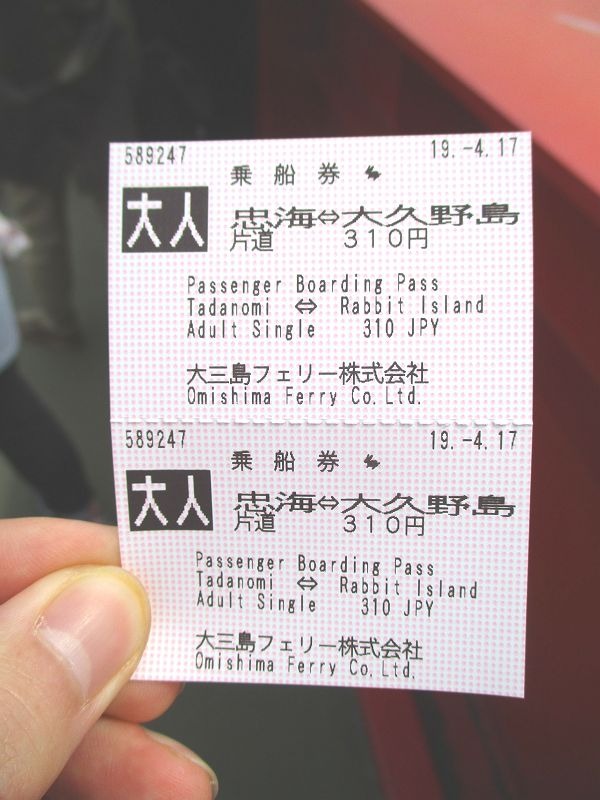 589247 19.-4.17
乗船券
大人 忠海⇔大久野島
片道 310円
Passenger Boarding Pass
Tadanomi ⇔ Rabbit Island
Adult Single 310 JPY
大三島フェリー株式会社
Omishima Ferry Co.Ltd.
589247 19.-4.17
乗船券
大人 忠海⇔大久野島
片道 310円
Passenger Boarding Pass
Tadanomi ⇔ Rabbit Island
Adult Single 310 JPY
大三島フェリー株式会社
Omishima Ferry Co.Ltd.